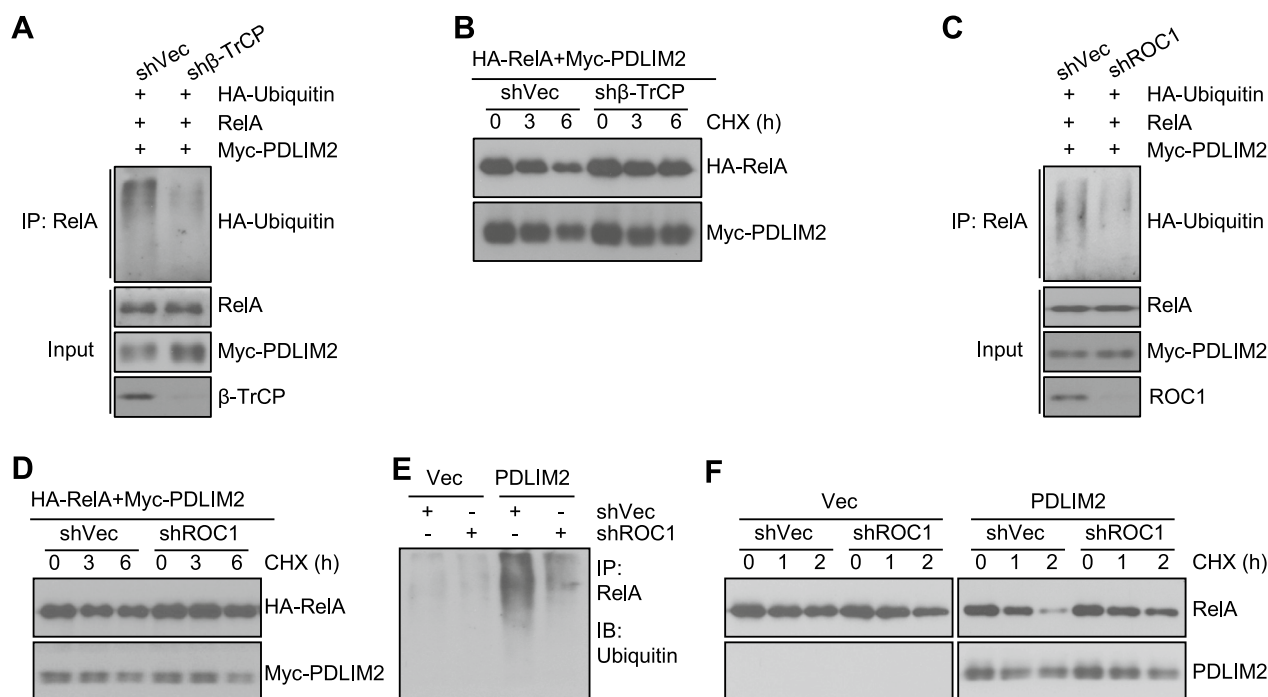 A
shVec
shβ-TrCP
+ + HA-Ubiquitin
+ + RelA
+ + Myc-PDLIM2
IP: RelA
HA-Ubiquitin
RelA
Input
Myc-PDLIM2
β-TrCP
B
HA-RelA+Myc-PDLIM2
shVec shβ-TrCP
0 3 6 0 3 6 CHX (h)
HA-RelA
Myc-PDLIM2
C
shVec
shROC1
+ + HA-Ubiquitin
+ + RelA
+ + Myc-PDLIM2
IP: RelA
HA-Ubiquitin
RelA
Input
Myc-PDLIM2
ROC1
D
HA-RelA+Myc-PDLIM2
shVec shROC1
0 3 6 0 3 6 CHX (h)
HA-RelA
Myc-PDLIM2
E
Vec PDLIM2
+ - + - shVec
- + - + shROC1
IP:
RelA
IB:
Ubiquitin
F
Vec PDLIM2
shVec shROC1 shVec shROC1
0 1 2 0 1 2 0 1 2 0 1 2 CHX (h)
RelA
PDLIM2